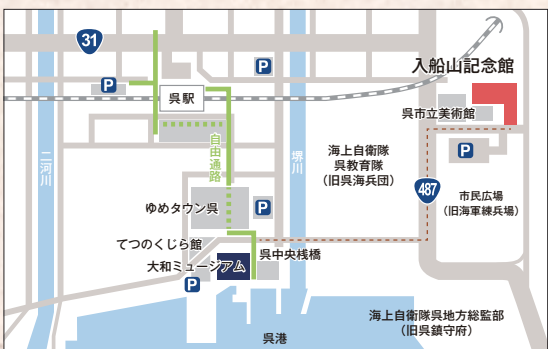 31
P
P
入船山記念館
呉駅
呉市立美術館
自由通路
二河川
堺川
海上自衛隊
呉教育隊
（旧呉海兵団）
P
487
市民広場
（旧海軍練兵場）
ゆめタウン呉
P
てつのくじら館
呉中央桟橋
大和ミュージアム
P
海上自衛隊呉地方総監部
（旧呉鎮守府）
呉港